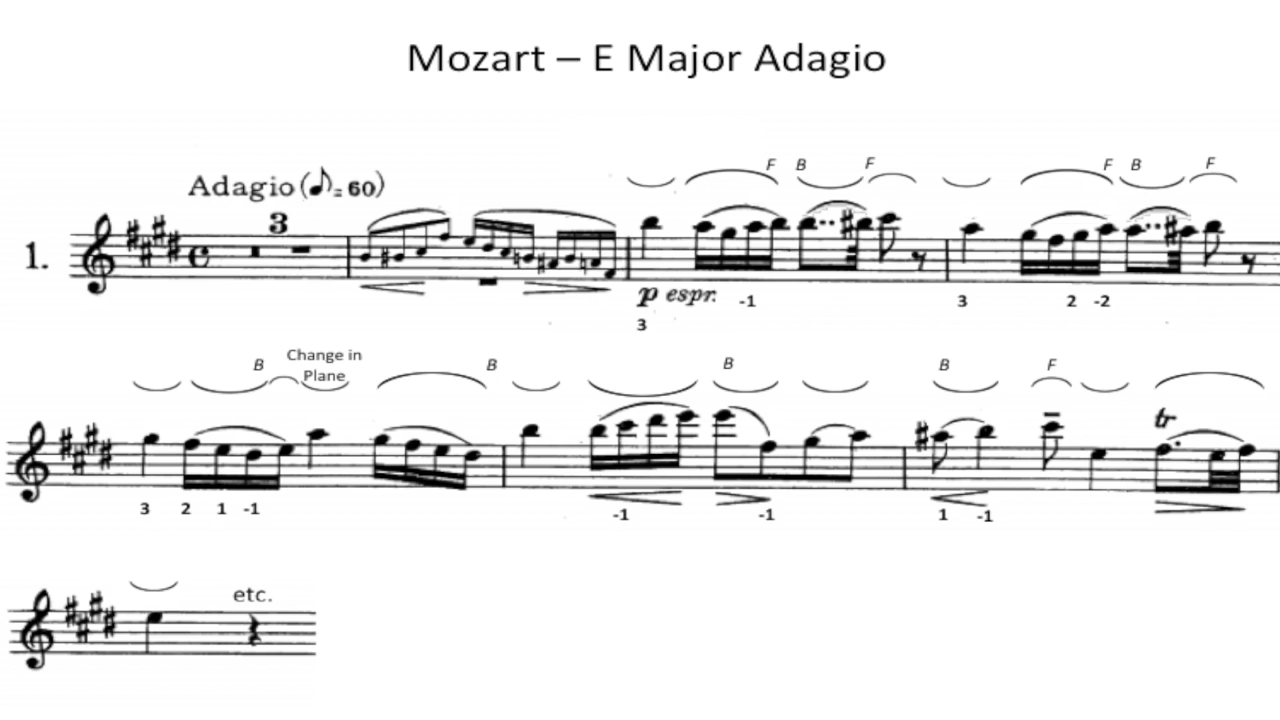 Mozart – E Major Adagio
Adagio (♪= 60)
F B F F B F
1. 3
p espr. -1 3 2 -2
3
Change in
B Plane B B B F
tr
3 2 1 -1 -1 -1 1 -1
etc.